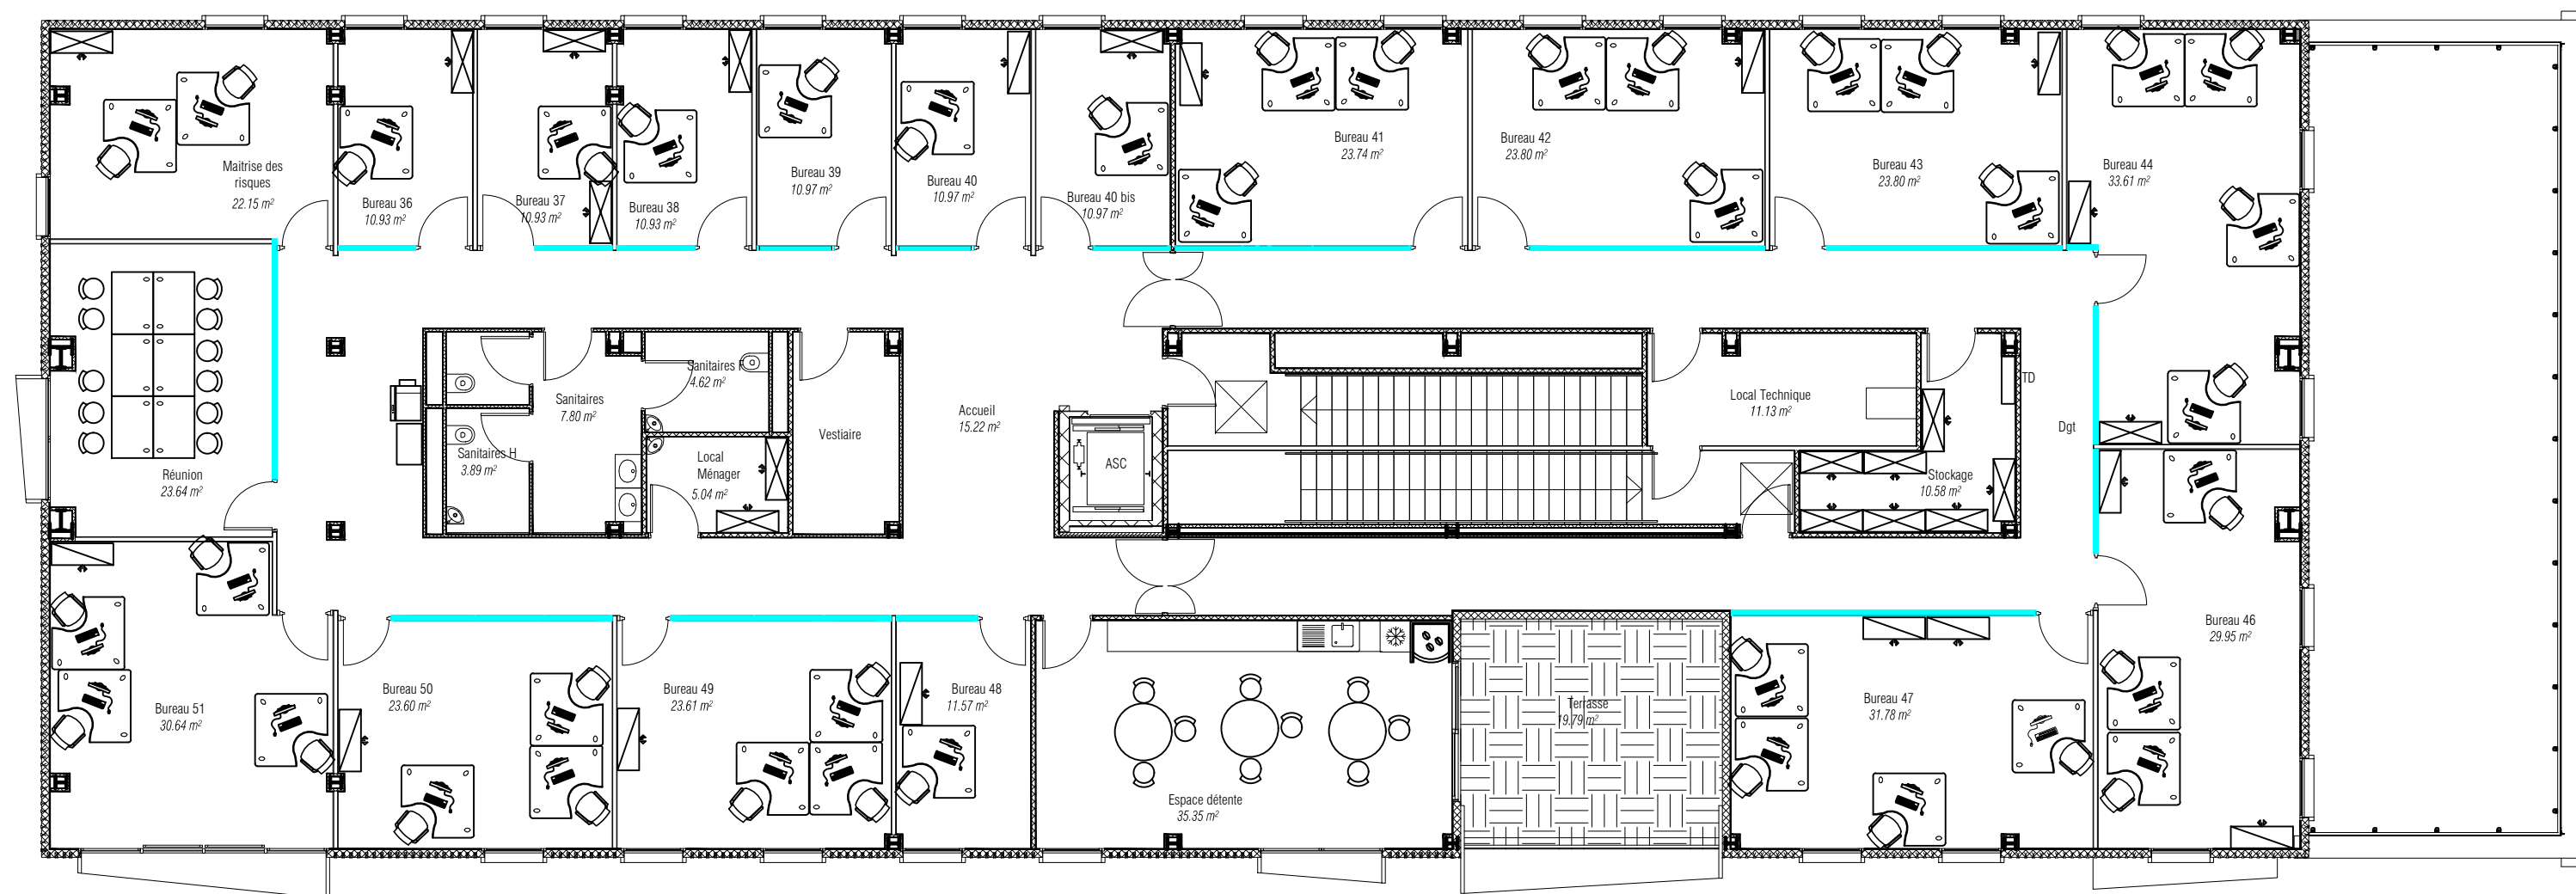 Maitrise des
risques
22.15 m²
Bureau 36
10.93 m²
Bureau 37
10.93 m²
Bureau 38
10.93 m²
Bureau 39
10.97 m²
Bureau 40
10.97 m²
Bureau 40 bis
10.97 m²
Bureau 41
23.74 m²
Bureau 42
23.80 m²
Bureau 43
23.80 m²
Bureau 44
33.61 m²
Réunion
23.64 m²
Sanitaires
7.80 m²
Sanitaires F
4.62 m²
Sanitaires H
3.89 m²
Local
Ménager
5.04 m²
Vestiaire
Accueil
15.22 m²
ASC
Local Technique
11.13 m²
TD
Dgt
Stockage
10.58 m²
Bureau 51
30.64 m²
Bureau 50
23.60 m²
Bureau 49
23.61 m²
Bureau 48
11.57 m²
Espace détente
35.35 m²
Terrasse
19.79 m²
Bureau 47
31.78 m²
Bureau 46
29.95 m²